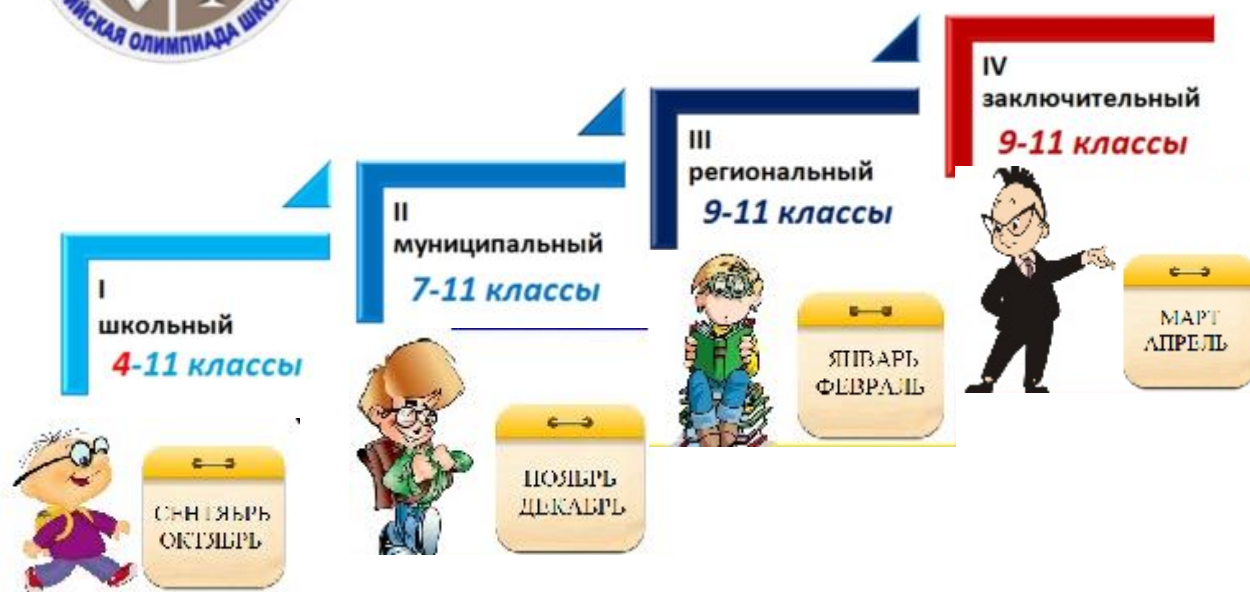 ЙСКАЯ ОЛИМПИАДА ШКО
I
школьный
4-11 классы
СЕНТЯБРЬ
ОКТЯБРЬ
II
муниципальный
7-11 классы
НОЯБРЬ
ДЕКАБРЬ
III
региональный
9-11 классы
ЯНВАРЬ
ФЕВРАЛЬ
IV
заключительный
9-11 классы
МАРТ
АПРЕЛЬ